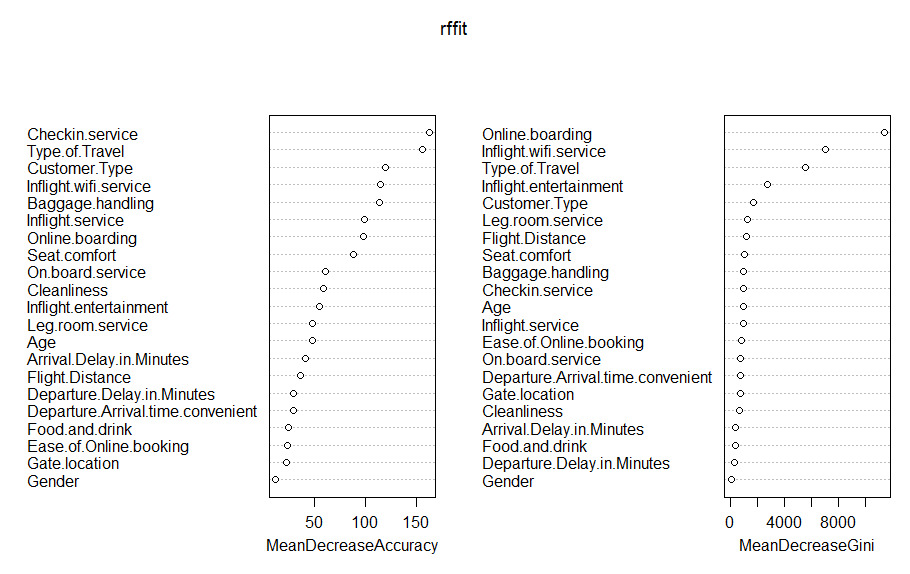 rffit
Checkin.service
Type.of.Travel
Customer.Type
Inflight.wifi.service
Baggage.handling
Inflight.service
Online.boarding
Seat.comfort
On.board.service
Cleanliness
Inflight.entertainment
Leg.room.service
Age
Arrival.Delay.in.Minutes
Flight.Distance
Departure.Delay.in.Minutes
Departure.Arrival.time.convenient
Food.and.drink
Ease.of.Online.booking
Gate.location
Gender
50 100 150
MeanDecreaseAccuracy
Online.boarding
Inflight.wifi.service
Type.of.Travel
Inflight.entertainment
Customer.Type
Leg.room.service
Flight.Distance
Seat.comfort
Baggage.handling
Checkin.service
Age
Inflight.service
Ease.of.Online.booking
On.board.service
Departure.Arrival.time.convenient
Gate.location
Cleanliness
Arrival.Delay.in.Minutes
Food.and.drink
Departure.Delay.in.Minutes
Gender
0 4000 8000
MeanDecreaseGini